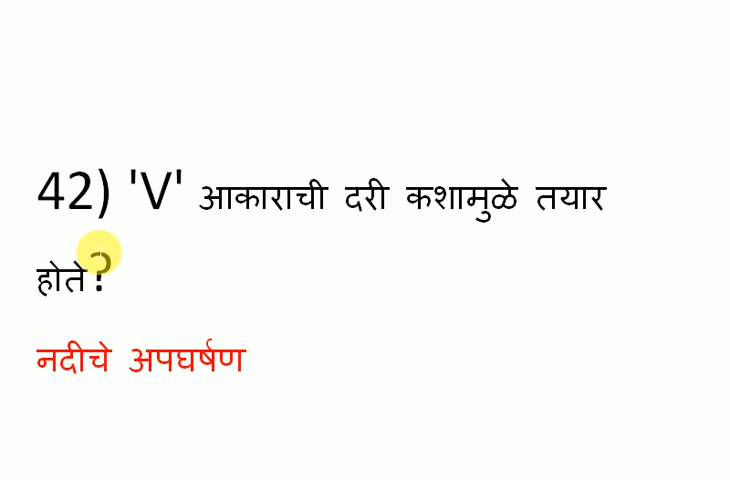 42) 'V' आकाराची दरी कशामुळे तयार
होते?
नदीचे अपघर्षण